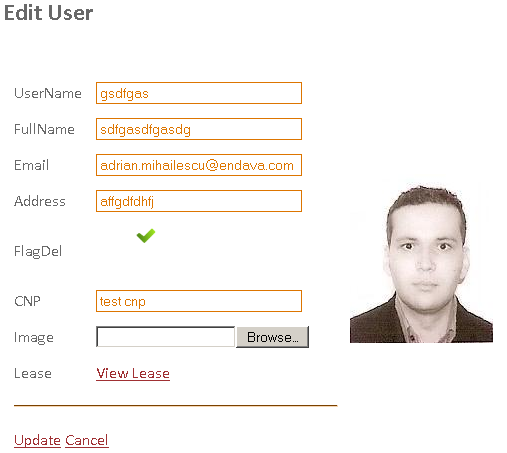 Edit User
UserName gsdfgas
FullName sdfgasdfgasdg
Email adrian.mihailescu@endava.com
Address affgdfdhfj
FlagDel
CNP test cnp
Image Browse...
Lease View Lease
Update Cancel